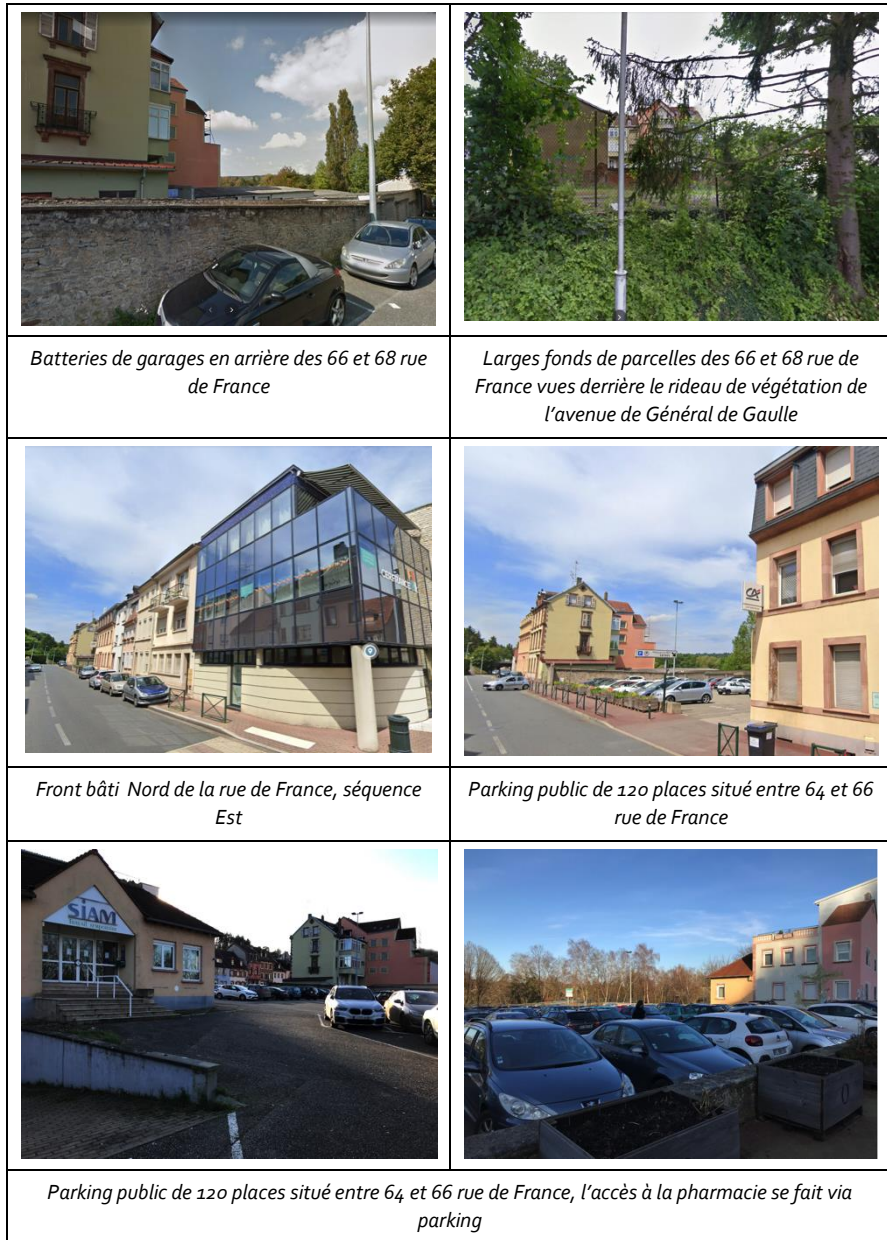 Batteries de garages en arrière des 66 et 68 rue
de France
Larges fonds de parcelles des 66 et 68 rue de
France vues derrière le rideau de végétation de
l'avenue de Général de Gaulle
CA
Front bâti Nord de la rue de France, séquence
Est
Parking public de 120 places situé entre 64 et 66
rue de France
SiAM
Parking public de 120 places situé entre 64 et 66 rue de France, l'accès à la pharmacie se fait via
parking